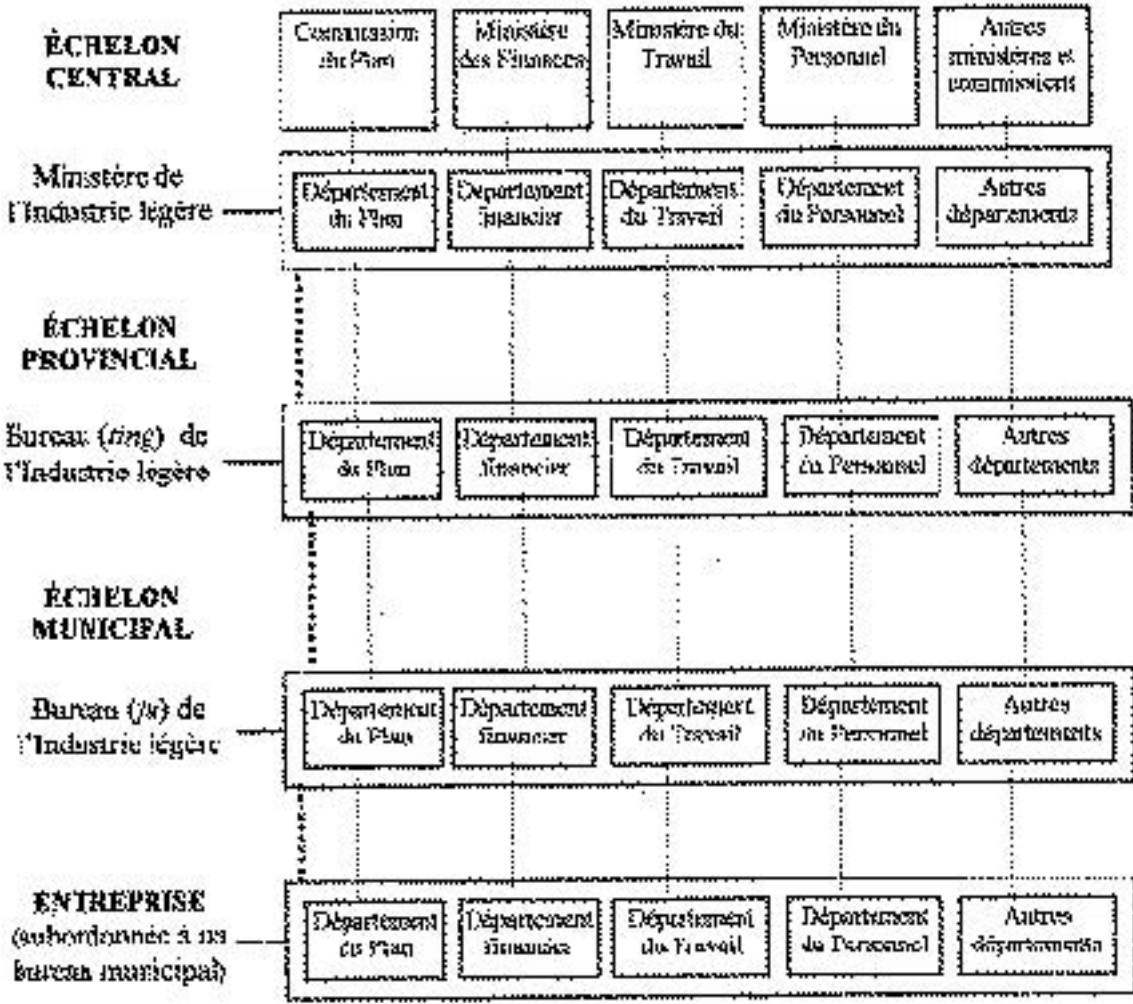 ÉCHELON
CENTRAL
Commission
du Plan
Ministère
des Finances
Ministère du
Travail
Ministère du
Personnel
Autres
ministères et
commissions
Ministère de
l'Industrie légère
Département
du Plan
Département
financier
Département
du Travail
Département
du Personnel
Autres
départements
ÉCHELON
PROVINCIAL
Bureau (ting) de
l'Industrie légère
Département
du Plan
Département
financier
Département
du Travail
Département
du Personnel
Autres
départements
ÉCHELON
MUNICIPAL
Bureau (ju) de
l'Industrie légère
Département
du Plan
Département
financier
Département
du Travail
Département
du Personnel
Autres
départements
ENTREPRISE
(subordonnée à un
bureau municipal)
Département
du Plan
Département
financier
Département
du Travail
Département
du Personnel
Autres
départements